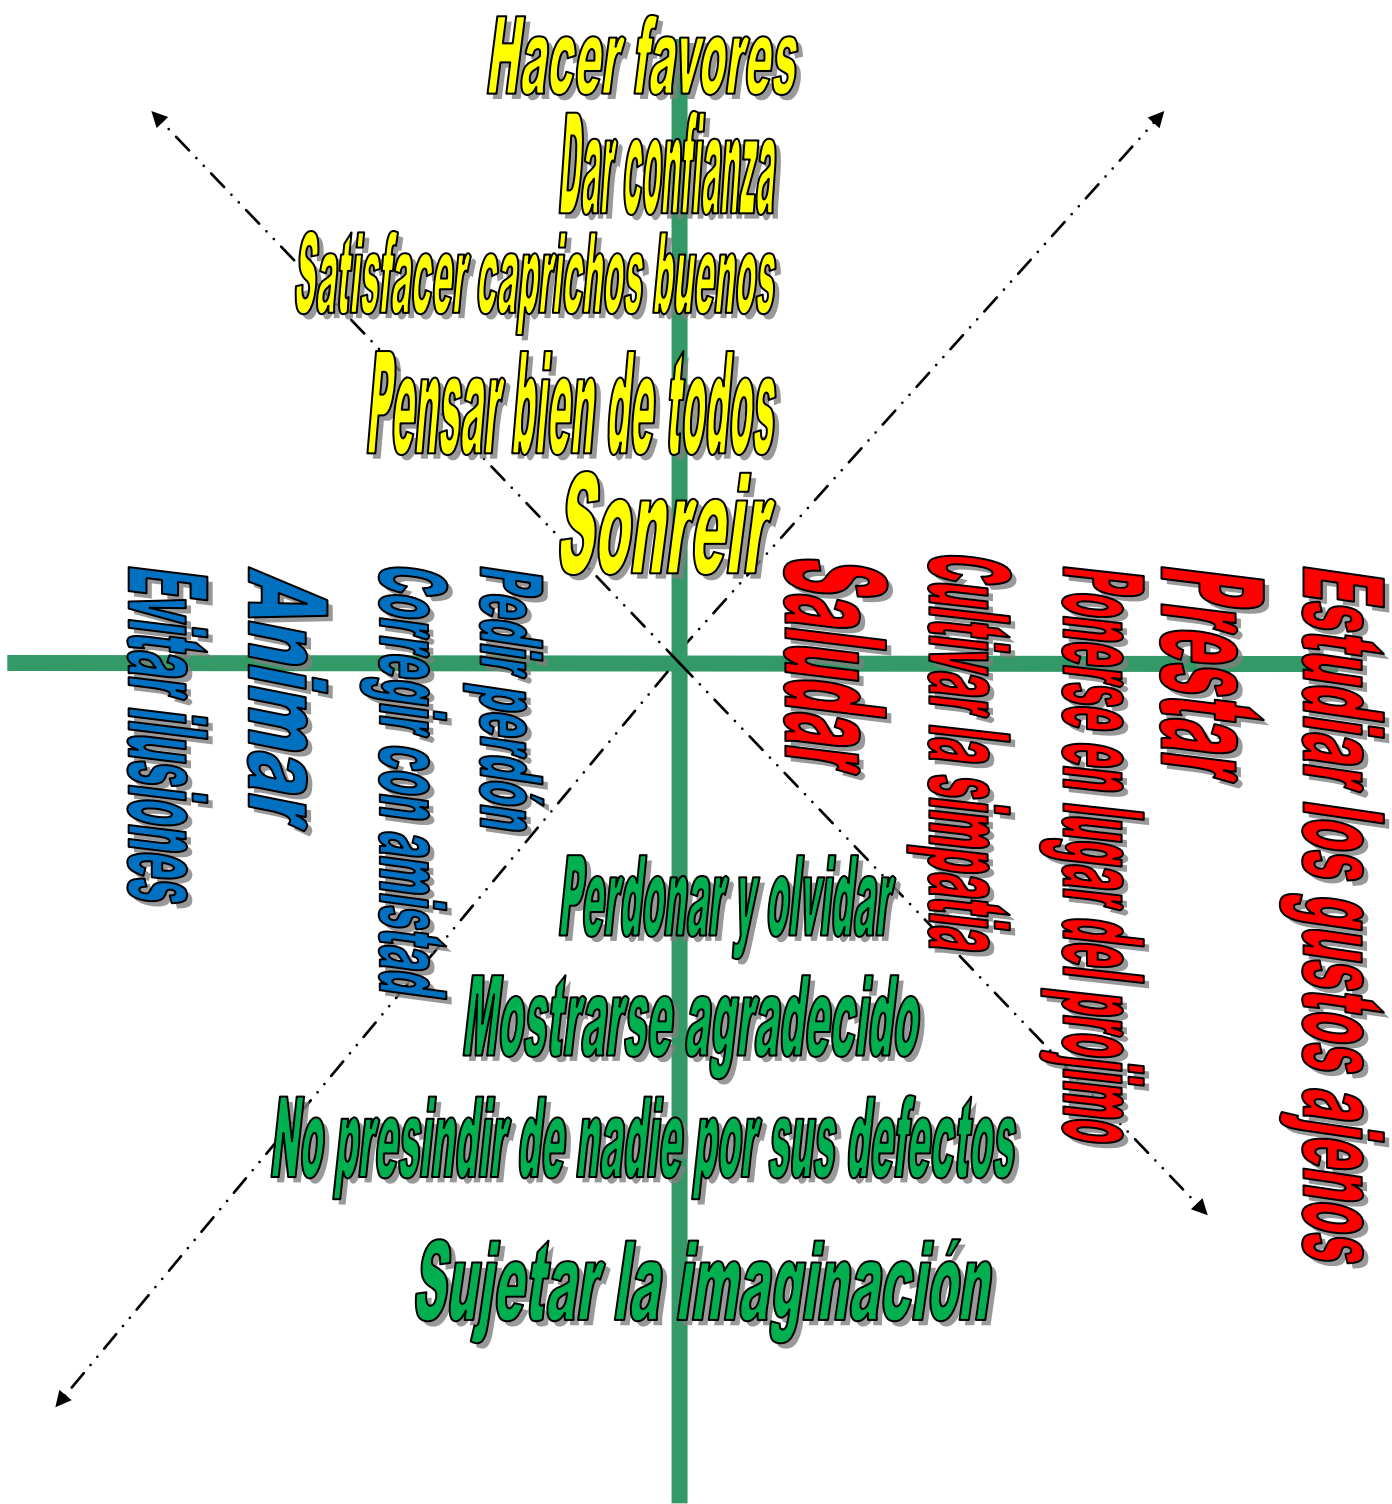 Hacer favores
Dar confianza
Satisfacer caprichos buenos
Pensar bien de todos
Sonreir
Evitar ilusiones
Animar
Corregir con amistad
Pedir perdón
Saludar
Cultivar la simpatia
Ponerse en lugar del projimo
Prestar
Estudiar los gustos ajenos
Perdonar y olvidar
Mostrarse agradecido
No presindir de nadie por sus defectos
Sujetar la imaginación